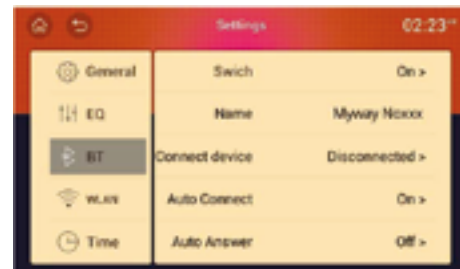 Settings 02:23
General Swich On >
EQ Name Myway
BT Connect device Disconnected >
WLAN Auto Connect On >
Time Auto Answer Off >